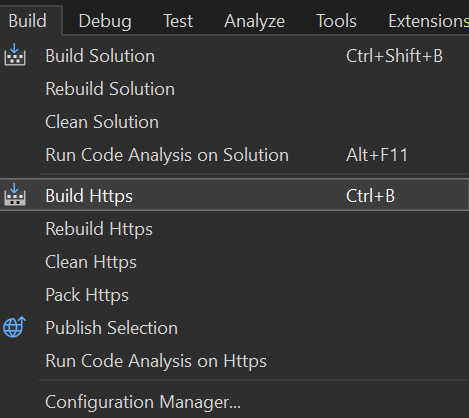 Build Debug Test Analyze Tools Extensions
Build Solution Ctrl+Shift+B
Rebuild Solution
Clean Solution
Run Code Analysis on Solution Alt+F11
Build Https Ctrl+B
Rebuild Https
Clean Https
Pack Https
Publish Selection
Run Code Analysis on Https
Configuration Manager...